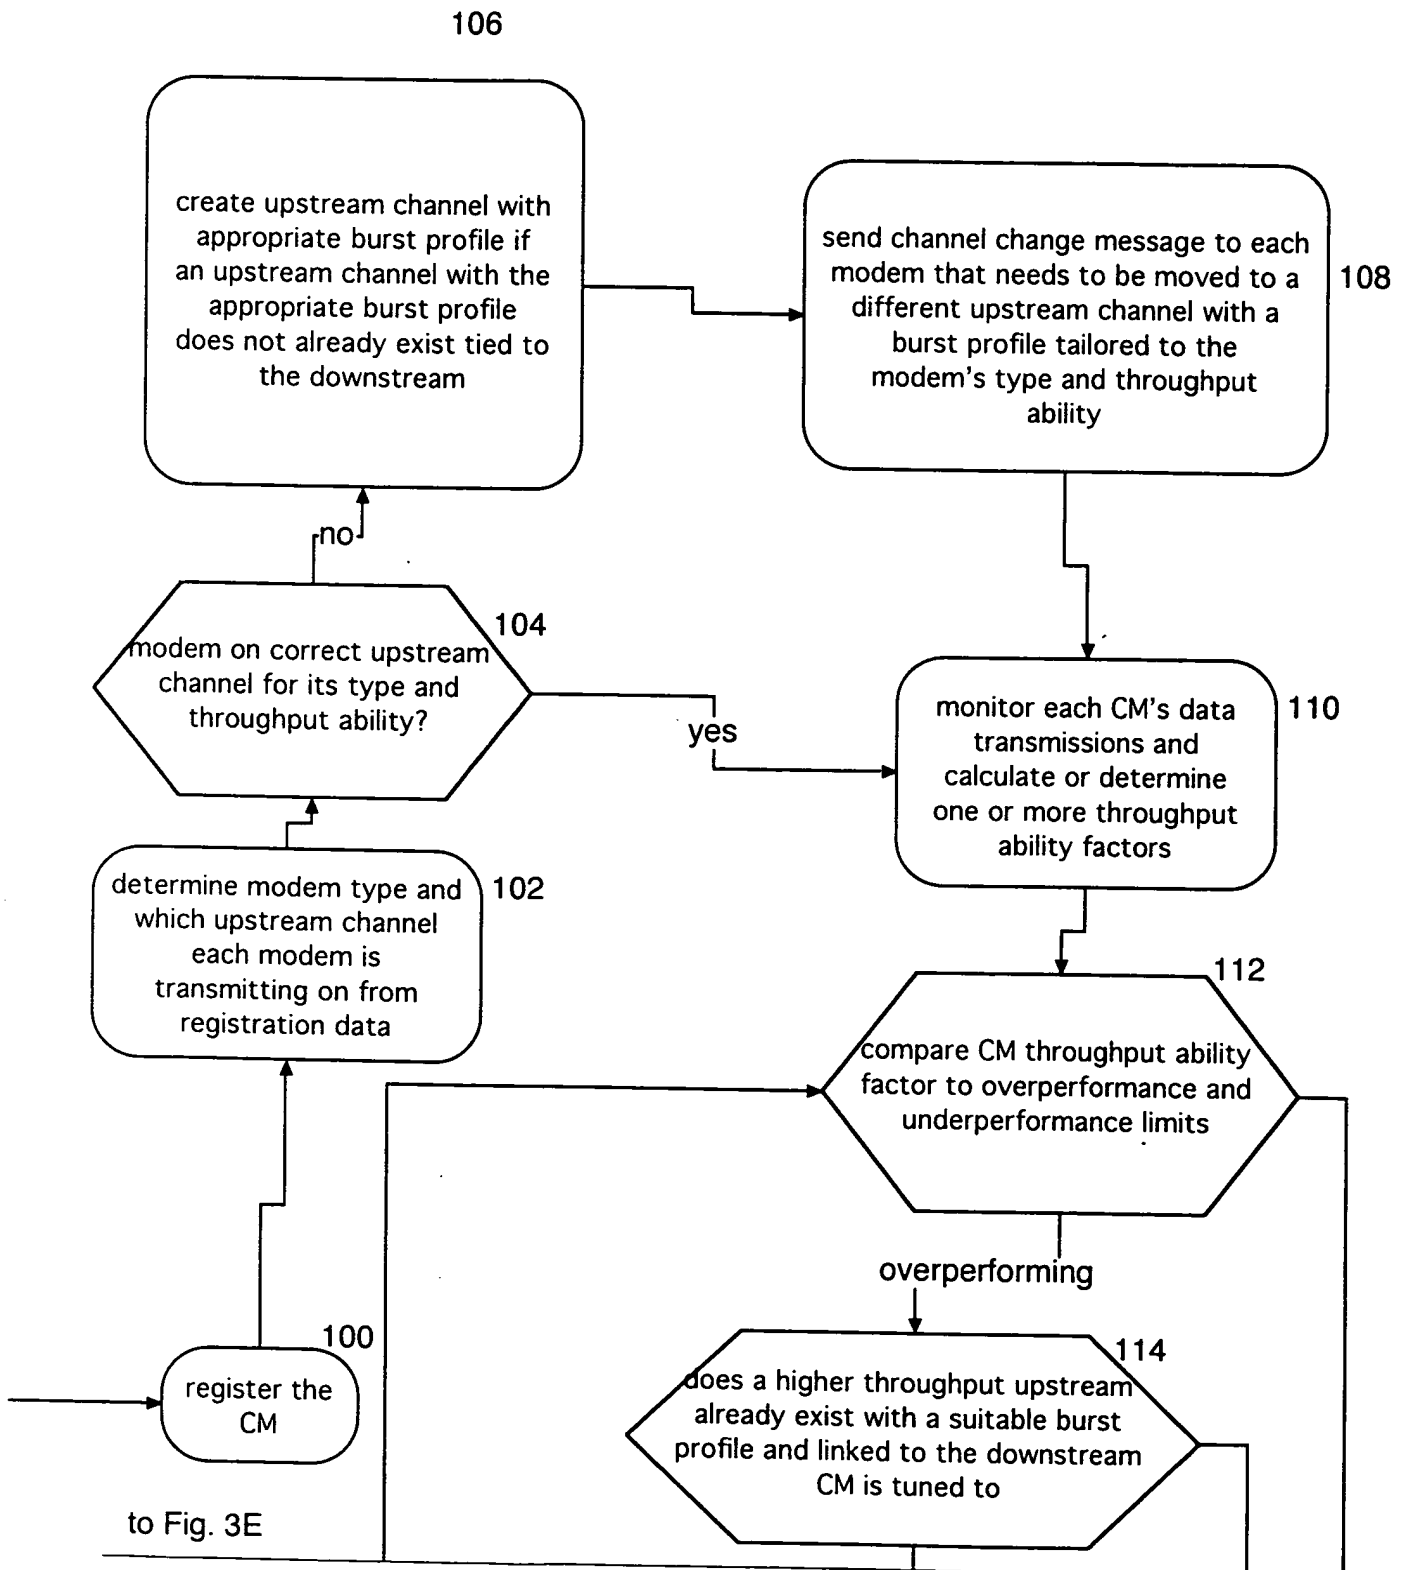 106
create upstream channel with
appropriate burst profile if
an upstream channel with the
appropriate burst profile
does not already exist tied to
the downstream
send channel change message to each
modem that needs to be moved to a
different upstream channel with a
burst profile tailored to the
modem's type and throughput
ability
108
no
104
modem on correct upstream
channel for its type and
throughput ability?
yes
monitor each CM's data
transmissions and
calculate or determine
one or more throughput
ability factors
110
determine modem type and
which upstream channel
each modem is
transmitting on from
registration data
102
112
compare CM throughput ability
factor to overperformance and
underperformance limits
overperforming
100
register the
CM
114
does a higher throughput upstream
already exist with a suitable burst
profile and linked to the downstream
CM is tuned to
to Fig. 3E